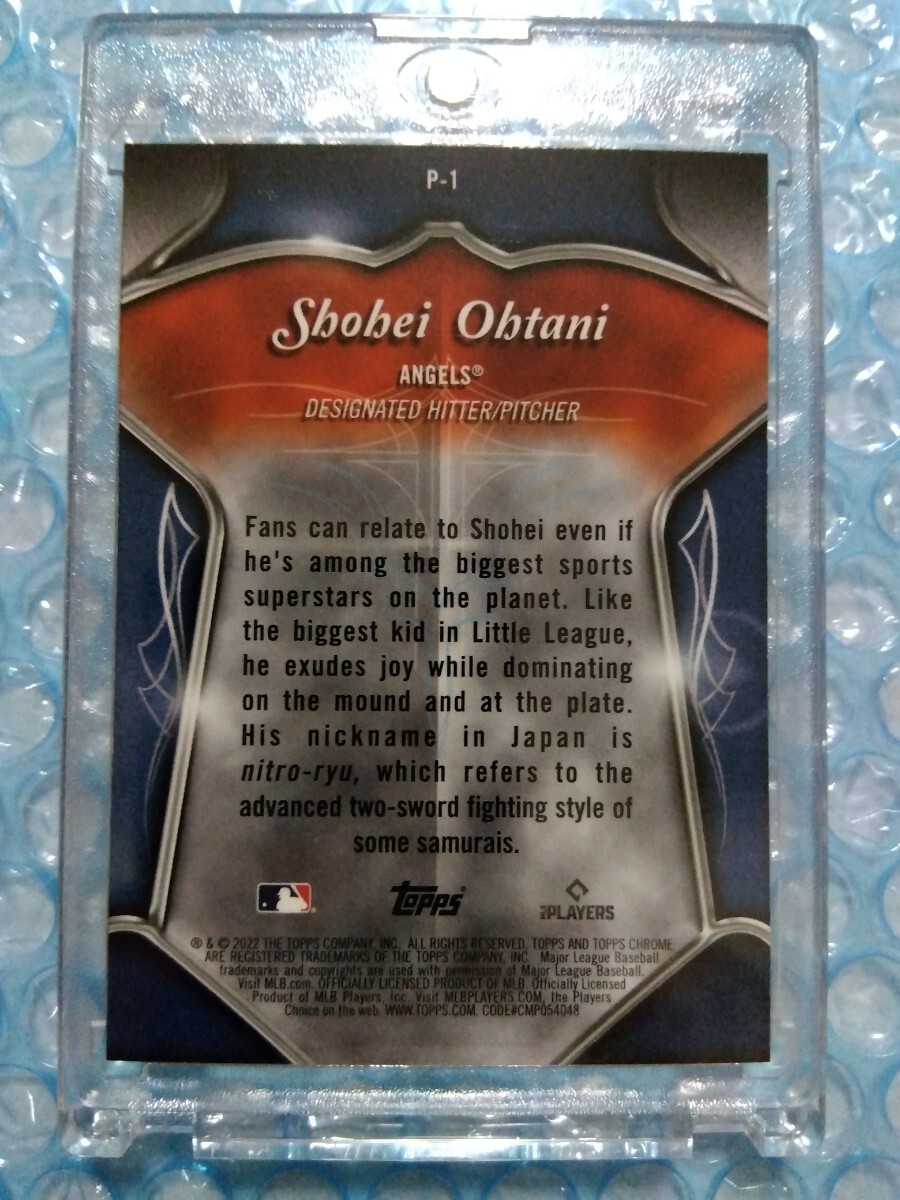 P-1
Shohei Ohtani
ANGELS®
DESIGNATED HITTER/PITCHER
Fans can relate to Shohei even if
he's among the biggest sports
superstars on the planet. Like
the biggest kid in Little League,
he exudes joy while dominating
on the mound and at the plate.
His nickname in Japan is
nitro-ryu, which refers to the
advanced two-sword fighting style of
some samurais.
topps PLAYERS
® & © 2022 THE TOPPS COMPANY, INC. ALL RIGHTS RESERVED. TOPPS AND TOPPS CHROME
ARE REGISTERED TRADEMARKS OF THE TOPPS COMPANY, INC. Major League Baseball
trademarks and copyrights are used with permission of Major League Baseball.
Visit MLB.com. OFFICIALLY LICENSED PRODUCT OF MLB. Officially Licensed
Product of MLB Players, Inc. Visit MLBPLAYERS.COM, the Players
Choice on the web. WWW.TOPPS.COM. CODE#CMP054048